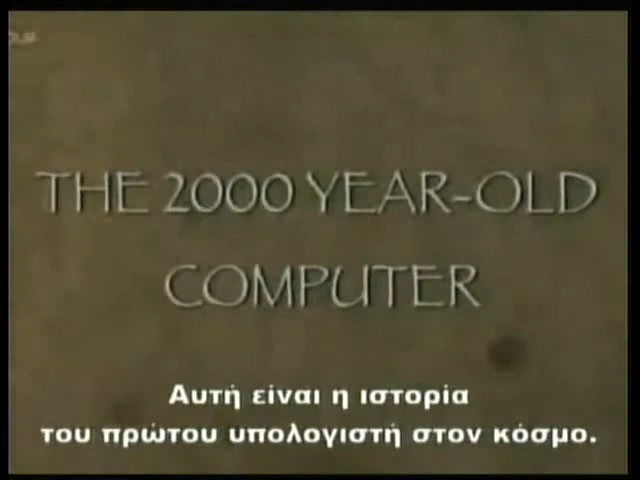 THE 2000 YEAR-OLD
COMPUTER
Αυτή είναι η ιστορία
του πρώτου υπολογιστή στον κόσμο.